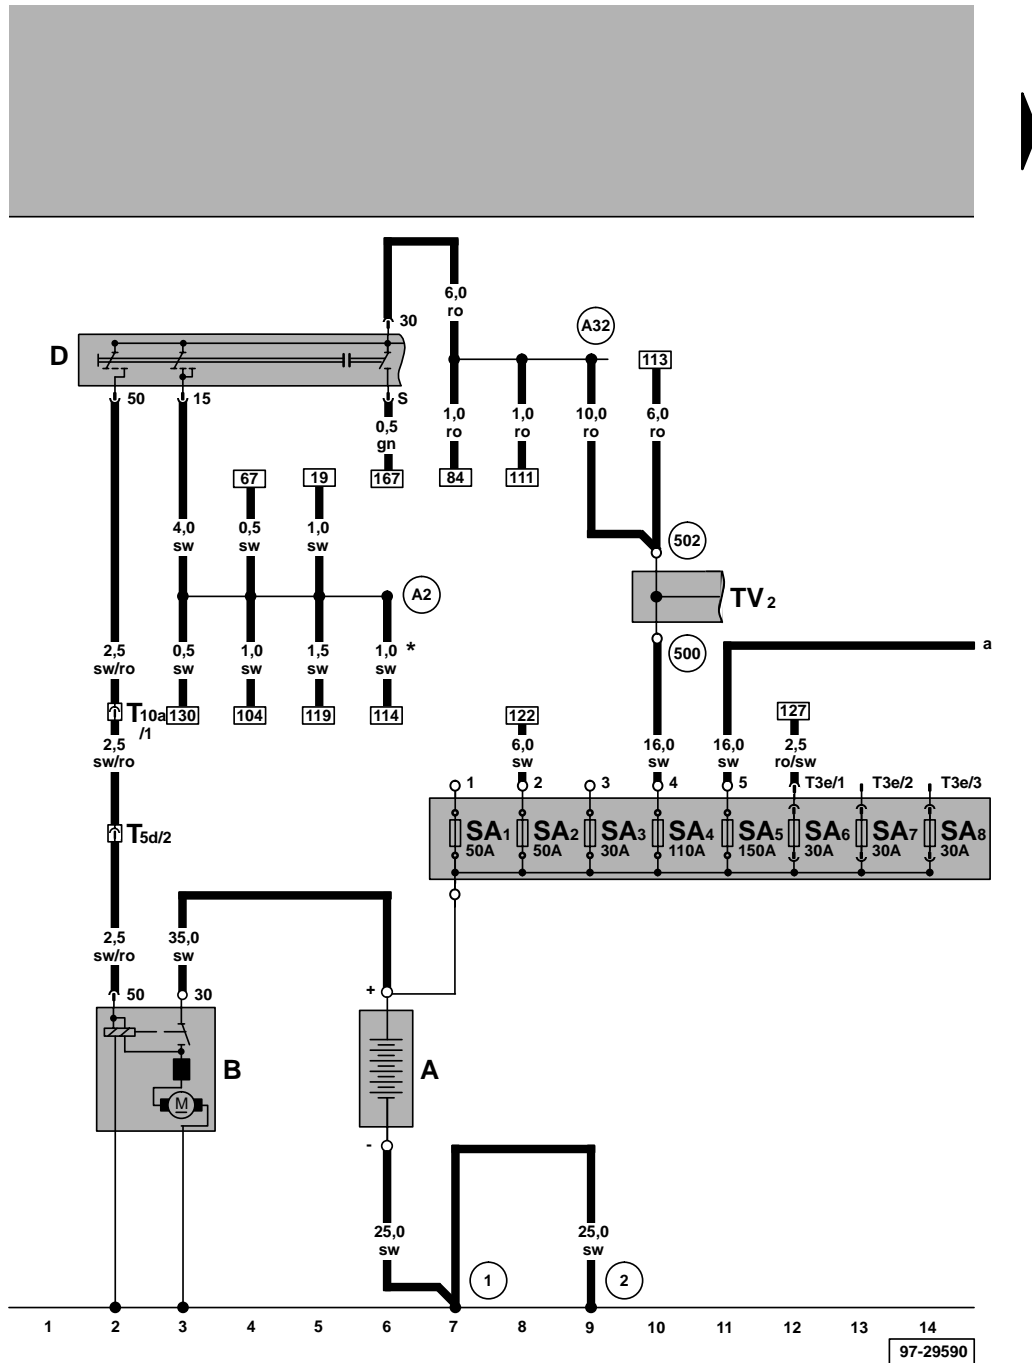 6,0
ro
30
A32
D
113
50
15
S
0,5
gn
1,0
ro
1,0
ro
10,0
ro
6,0
ro
67
19
167
84
111
4,0
sw
0,5
sw
1,0
sw
502
A2
TV2
2,5
sw/ro
0,5
sw
1,0
sw
1,5
sw
1,0
sw
*
500
a
T10a
/1
130
104
119
114
122
127
2,5
sw/ro
6,0
sw
16,0
sw
16,0
sw
2,5
ro/sw
1
2
3
4
5
T3e/1
T3e/2
T3e/3
T5d/2
SA1
50A
SA2
50A
SA3
30A
SA4
110A
SA5
150A
SA6
30A
SA7
30A
SA8
30A
2,5
sw/ro
35,0
sw
50
30
+
B
A
M
-
25,0
sw
25,0
sw
1
2
1 2 3 4 5 6 7 8 9 10 11 12 13 14
97-29590